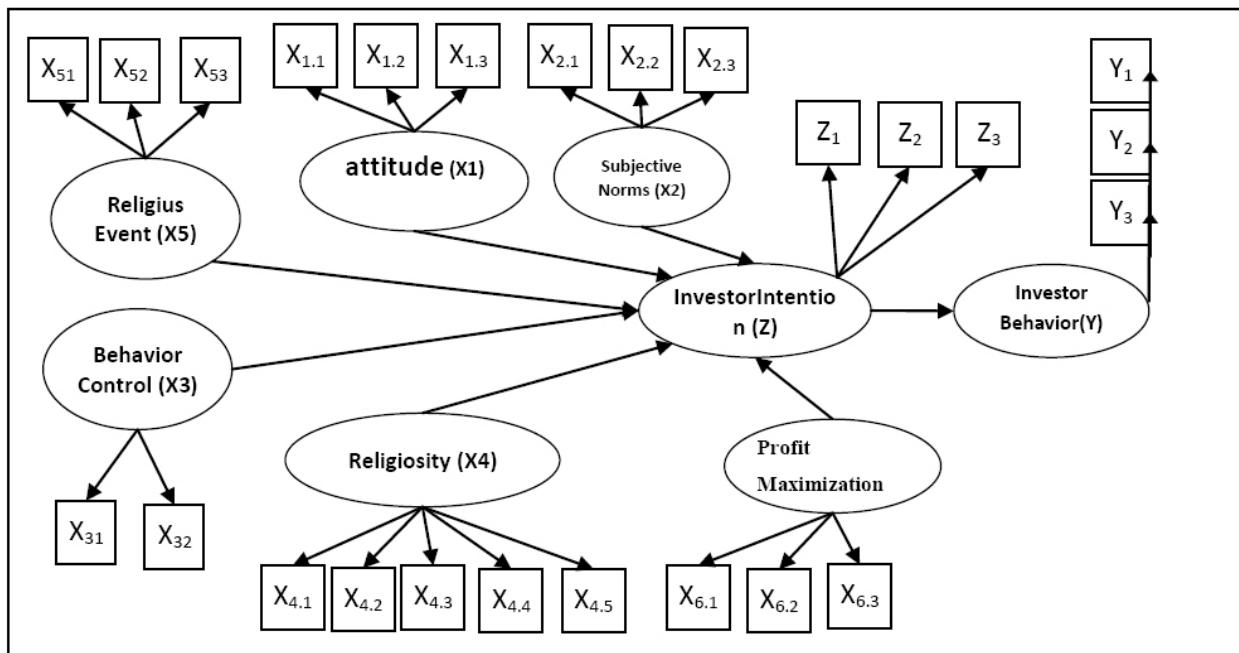 X51
X52
X53
X1.1
X1.2
X1.3
X2.1
X2.2
X2.3
Y1
Y2
Y3
Z1
Z2
Z3
attitude (X1)
Subjective
Norms (X2)
Religius
Event (X5)
InvestorIntentio
n (Z)
Investor
Behavior(Y)
Behavior
Control (X3)
Religiosity (X4)
Profit
Maximization
X31
X32
X4.1
X4.2
X4.3
X4.4
X4.5
X6.1
X6.2
X6.3